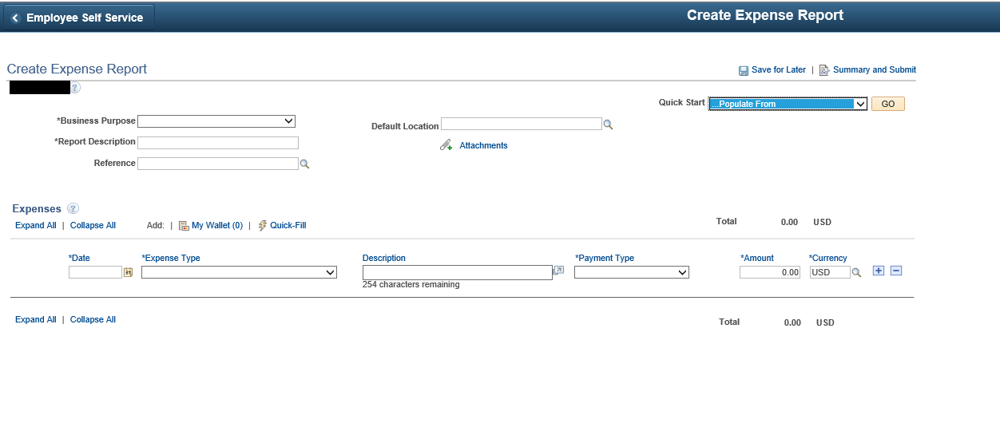 Employee Self Service
Create Expense Report
Create Expense Report
Save for Later | Summary and Submit
?
Quick Start ...Populate From GO
*Business Purpose
Default Location
*Report Description
Attachments
Reference
Expenses ?
Expand All | Collapse All Add: | My Wallet (0) | Quick-Fill
Total 0.00 USD
*Date *Expense Type Description *Payment Type *Amount *Currency
31 0.00 USD + −
254 characters remaining
Expand All | Collapse All
Total 0.00 USD